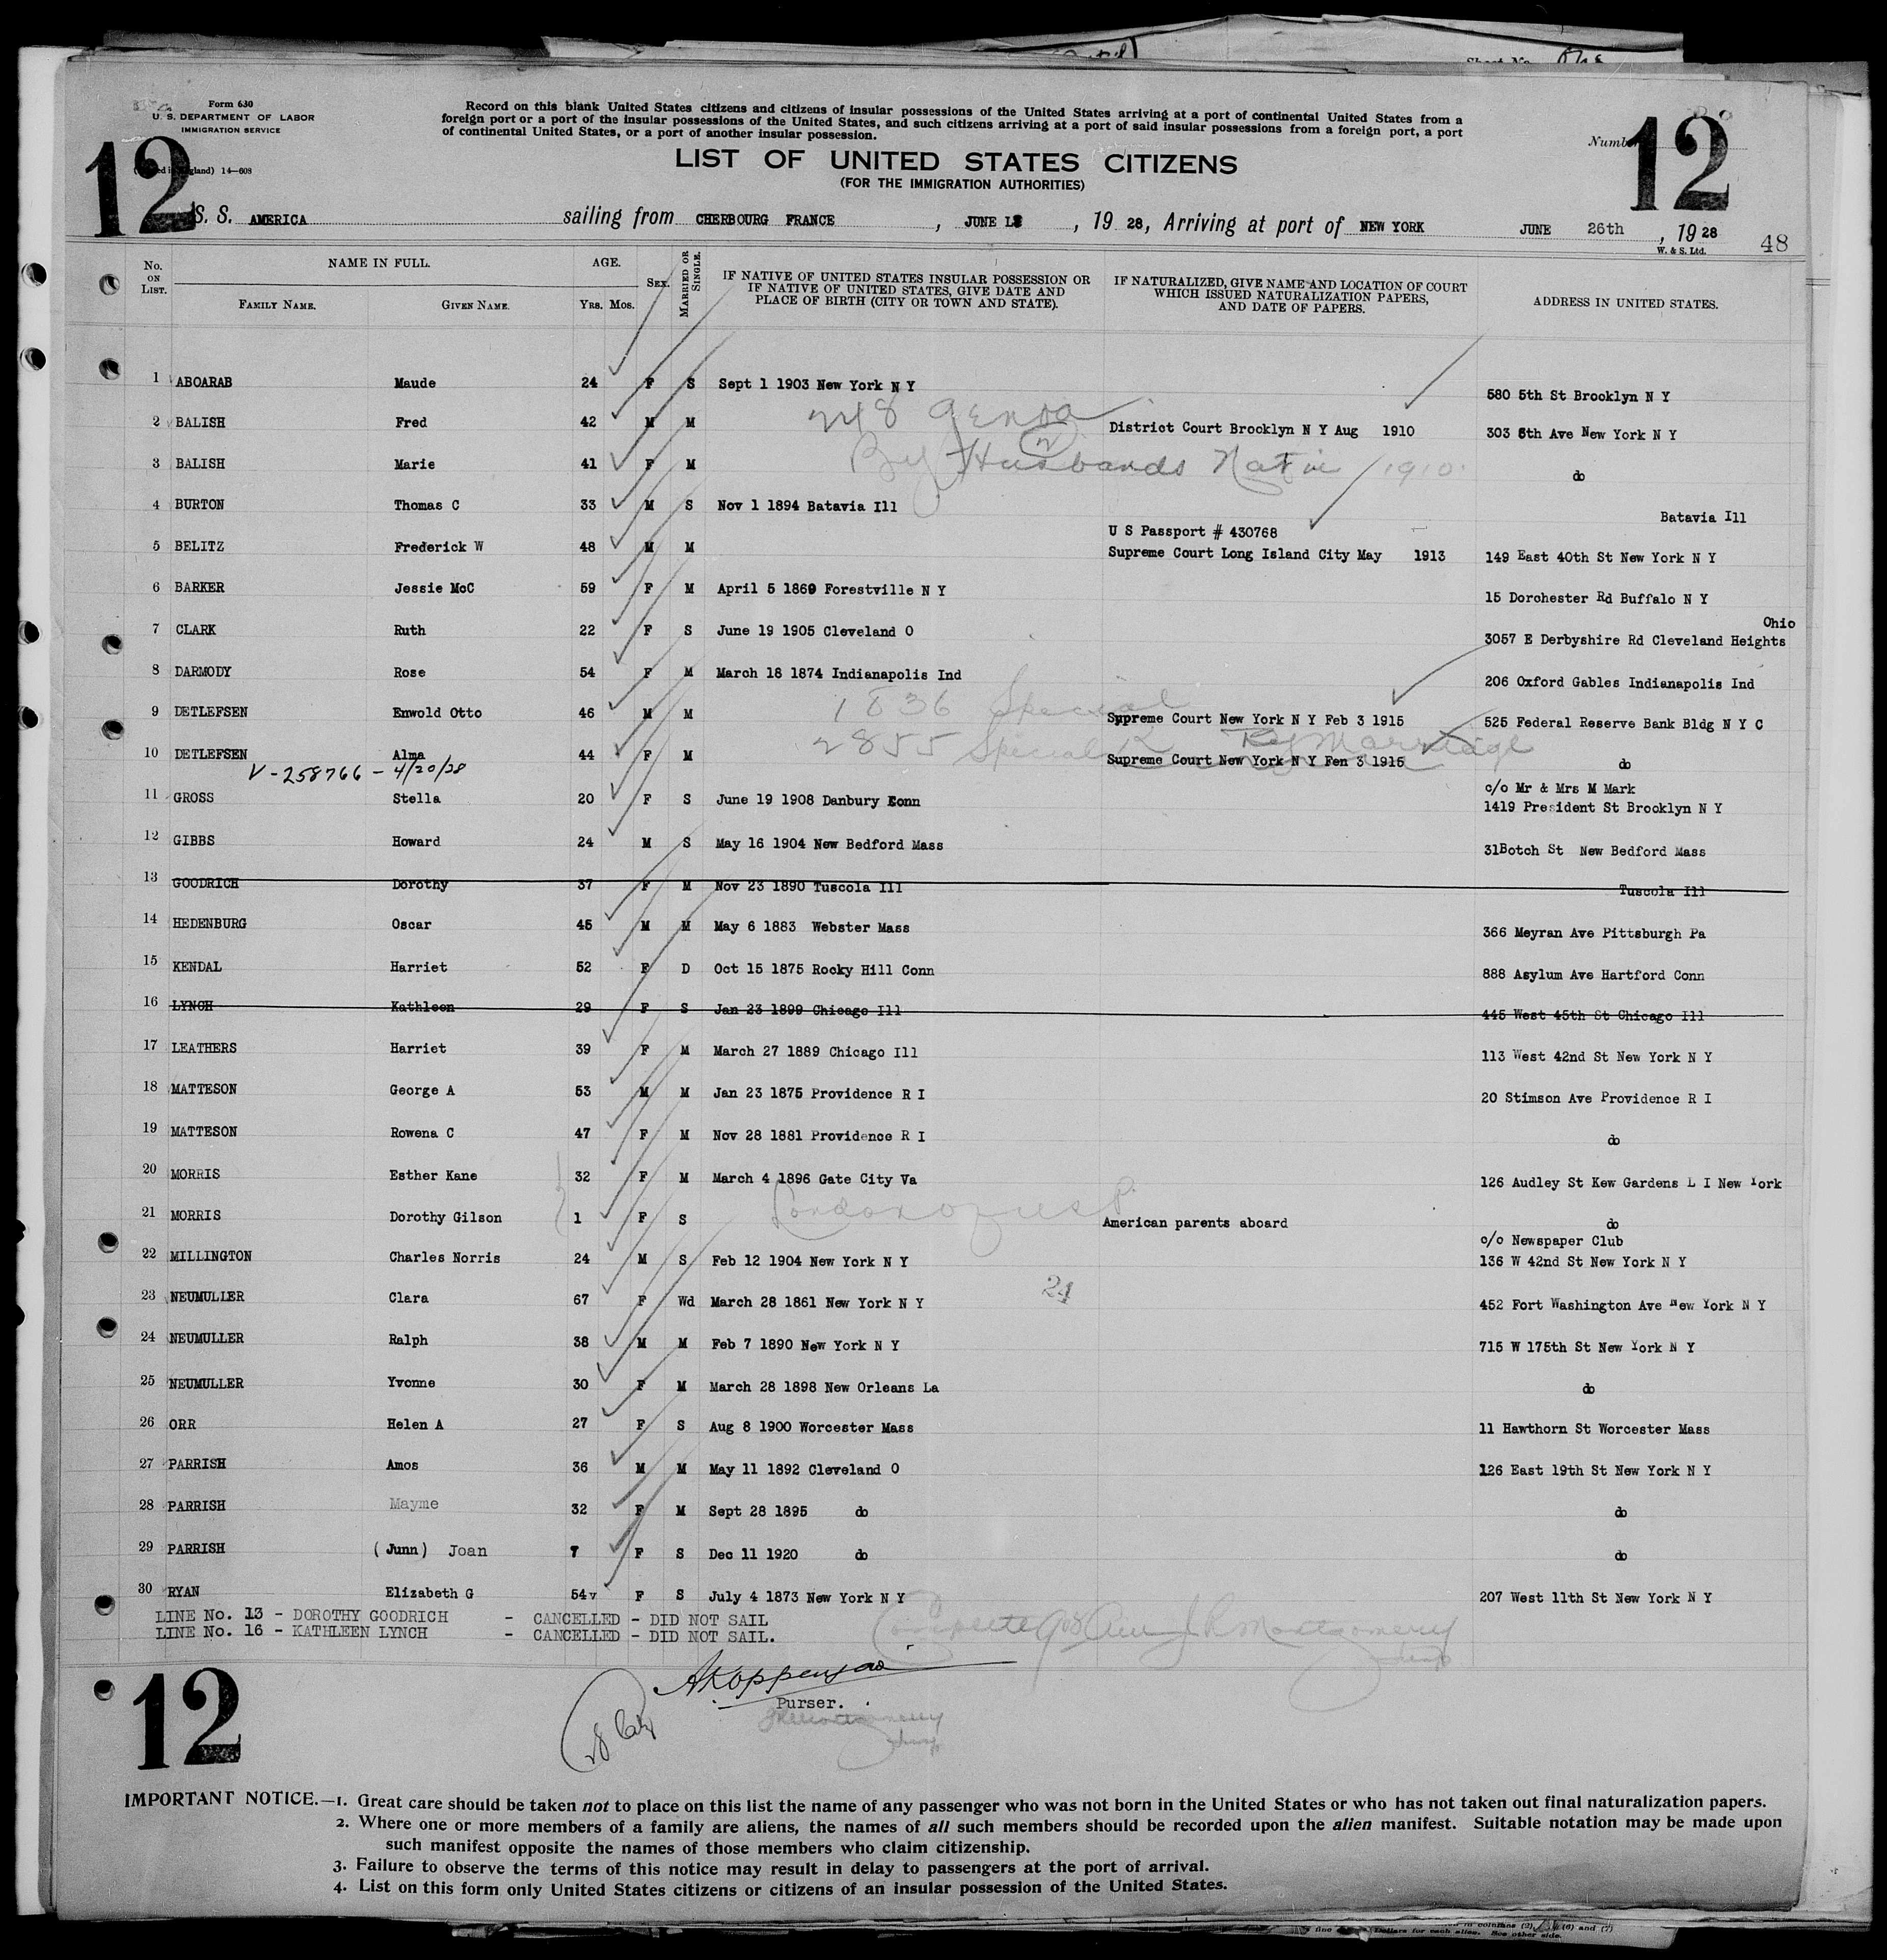 Form 630
U. S. DEPARTMENT OF LABOR
IMMIGRATION SERVICE
Record on this blank United States citizens and citizens of insular possessions of the United States arriving at a port of continental United States from a
foreign port or a port of the insular possessions of the United States, and such citizens arriving at a port of said insular possessions from a foreign port, a port
of continental United States, or a port of another insular possession.
Number
12
12
14—608
LIST OF UNITED STATES CITIZENS
(FOR THE IMMIGRATION AUTHORITIES)
S. S. AMERICA sailing from CHERBOURG FRANCE , JUNE , 19 28, Arriving at port of NEW YORK JUNE 26th , 19 28
W. & S. Ltd. 48
No. ON LIST. NAME IN FULL. AGE. SEX. MARRIED OR SINGLE. IF NATIVE OF UNITED STATES INSULAR POSSESSION OR IF NATIVE OF UNITED STATES, GIVE DATE AND PLACE OF BIRTH (CITY OR TOWN AND STATE). IF NATURALIZED, GIVE NAME AND LOCATION OF COURT WHICH ISSUED NATURALIZATION PAPERS, AND DATE OF PAPERS. ADDRESS IN UNITED STATES.
FAMILY NAME. GIVEN NAME. Yrs. Mos.
1 ABOARAB Maude 24 F S Sept 1 1903 New York N Y 580 5th St Brooklyn N Y
248 Genoa
2 BALISH Fred 42 M M District Court Brooklyn N Y Aug 1910 303 5th Ave New York N Y
3 BALISH Marie 41 F M By Husbands Nat'n 1910 do
4 BURTON Thomas C 33 M S Nov 1 1894 Batavia Ill Batavia Ill
U S Passport # 430768
5 BELITZ Frederick W 48 M M Supreme Court Long Island City May 1913 149 East 40th St New York N Y
6 BARKER Jessie McC 59 F M April 5 1869 Forestville N Y 15 Dorchester Rd Buffalo N Y
Ohio
7 CLARK Ruth 22 F S June 19 1905 Cleveland O 3057 E Derbyshire Rd Cleveland Heights
8 DARMODY Rose 54 F M March 18 1874 Indianapolis Ind 206 Oxford Gables Indianapolis Ind
1836 Special
9 DETLEFSEN Enwold Otto 46 M M Supreme Court New York N Y Feb 3 1915 525 Federal Reserve Bank Bldg N Y C
2855 Special By Marriage
10 DETLEFSEN Alma 44 F M Supreme Court New York N Y Fen 3 1915 do
V-258766 - 4/20/28
c/o Mr & Mrs M Mark
11 GROSS Stella 20 F S June 19 1908 Danbury Conn 1419 President St Brooklyn N Y
12 GIBBS Howard 24 M S May 16 1904 New Bedford Mass 31Botch St New Bedford Mass
13 GOODRICH Dorothy 37 F M Nov 23 1890 Tuscola Ill Tuscola Ill
14 HEDENBURG Oscar 45 M M May 6 1883 Webster Mass 366 Meyran Ave Pittsburgh Pa
15 KENDAL Harriet 52 F D Oct 15 1875 Rocky Hill Conn 888 Asylum Ave Hartford Conn
16 LYNCH Kathleen 29 F S Jan 23 1899 Chicago Ill 445 West 45th St Chicago Ill
17 LEATHERS Harriet 39 F M March 27 1889 Chicago Ill 113 West 42nd St New York N Y
18 MATTESON George A 53 M M Jan 23 1875 Providence R I 20 Stimson Ave Providence R I
19 MATTESON Rowena C 47 F M Nov 28 1881 Providence R I do
20 MORRIS Esther Kane 32 F M March 4 1896 Gate City Va 126 Audley St Kew Gardens L I New York
21 MORRIS Dorothy Gilson 1 F S American parents aboard do
c/o Newspaper Club
22 MILLINGTON Charles Norris 24 M S Feb 12 1904 New York N Y 136 W 42nd St New York N Y
23 NEUMULLER Clara 67 F Wd March 28 1861 New York N Y 24 452 Fort Washington Ave New York N Y
24 NEUMULLER Ralph 38 M M Feb 7 1890 New York N Y 715 W 175th St New York N Y
25 NEUMULLER Yvonne 30 F M March 28 1898 New Orleans La do
26 ORR Helen A 27 F S Aug 8 1900 Worcester Mass 11 Hawthorn St Worcester Mass
27 PARRISH Amos 36 M M May 11 1892 Cleveland O 126 East 19th St New York N Y
28 PARRISH Mayme 32 F M Sept 28 1895 do do
29 PARRISH (Junn) Joan 7 F S Dec 11 1920 do do
30 RYAN Elizabeth G 54 F S July 4 1873 New York N Y 207 West 11th St New York N Y
LINE No. 13 - DOROTHY GOODRICH - CANCELLED - DID NOT SAIL
LINE No. 16 - KATHLEEN LYNCH - CANCELLED - DID NOT SAIL.
Complete Montgomery
Purser.
12
IMPORTANT NOTICE.—1. Great care should be taken not to place on this list the name of any passenger who was not born in the United States or who has not taken out final naturalization papers.
2. Where one or more members of a family are aliens, the names of all such members should be recorded upon the alien manifest. Suitable notation may be made upon
such manifest opposite the names of those members who claim citizenship.
3. Failure to observe the terms of this notice may result in delay to passengers at the port of arrival.
4. List on this form only United States citizens or citizens of an insular possession of the United States.